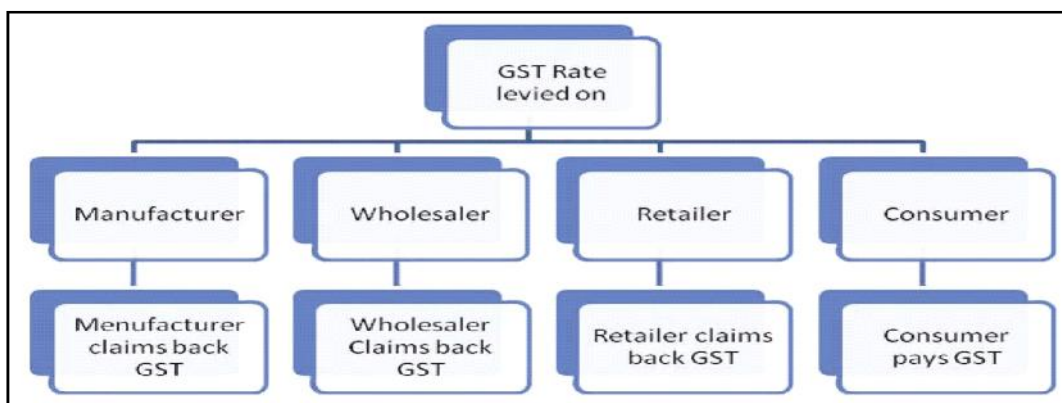 GST Rate
levied on
Manufacturer
Wholesaler
Retailer
Consumer
Menufacturer
claims back
GST
Wholesaler
Claims back
GST
Retailer claims
back GST
Consumer
pays GST